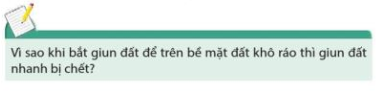 Vì sao khi bắt giun đất để trên bề mặt đất khô ráo thì giun đất
nhanh bị chết?